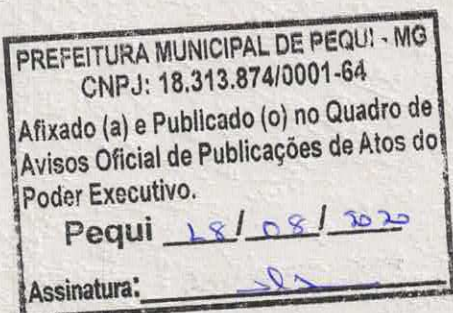 PREFEITURA MUNICIPAL DE PEQUI - MG
CNPJ: 18.313.874/0001-64
Afixado (a) e Publicado (o) no Quadro de
Avisos Oficial de Publicações de Atos do
Poder Executivo.
Pequi 28/08/2020
Assinatura: